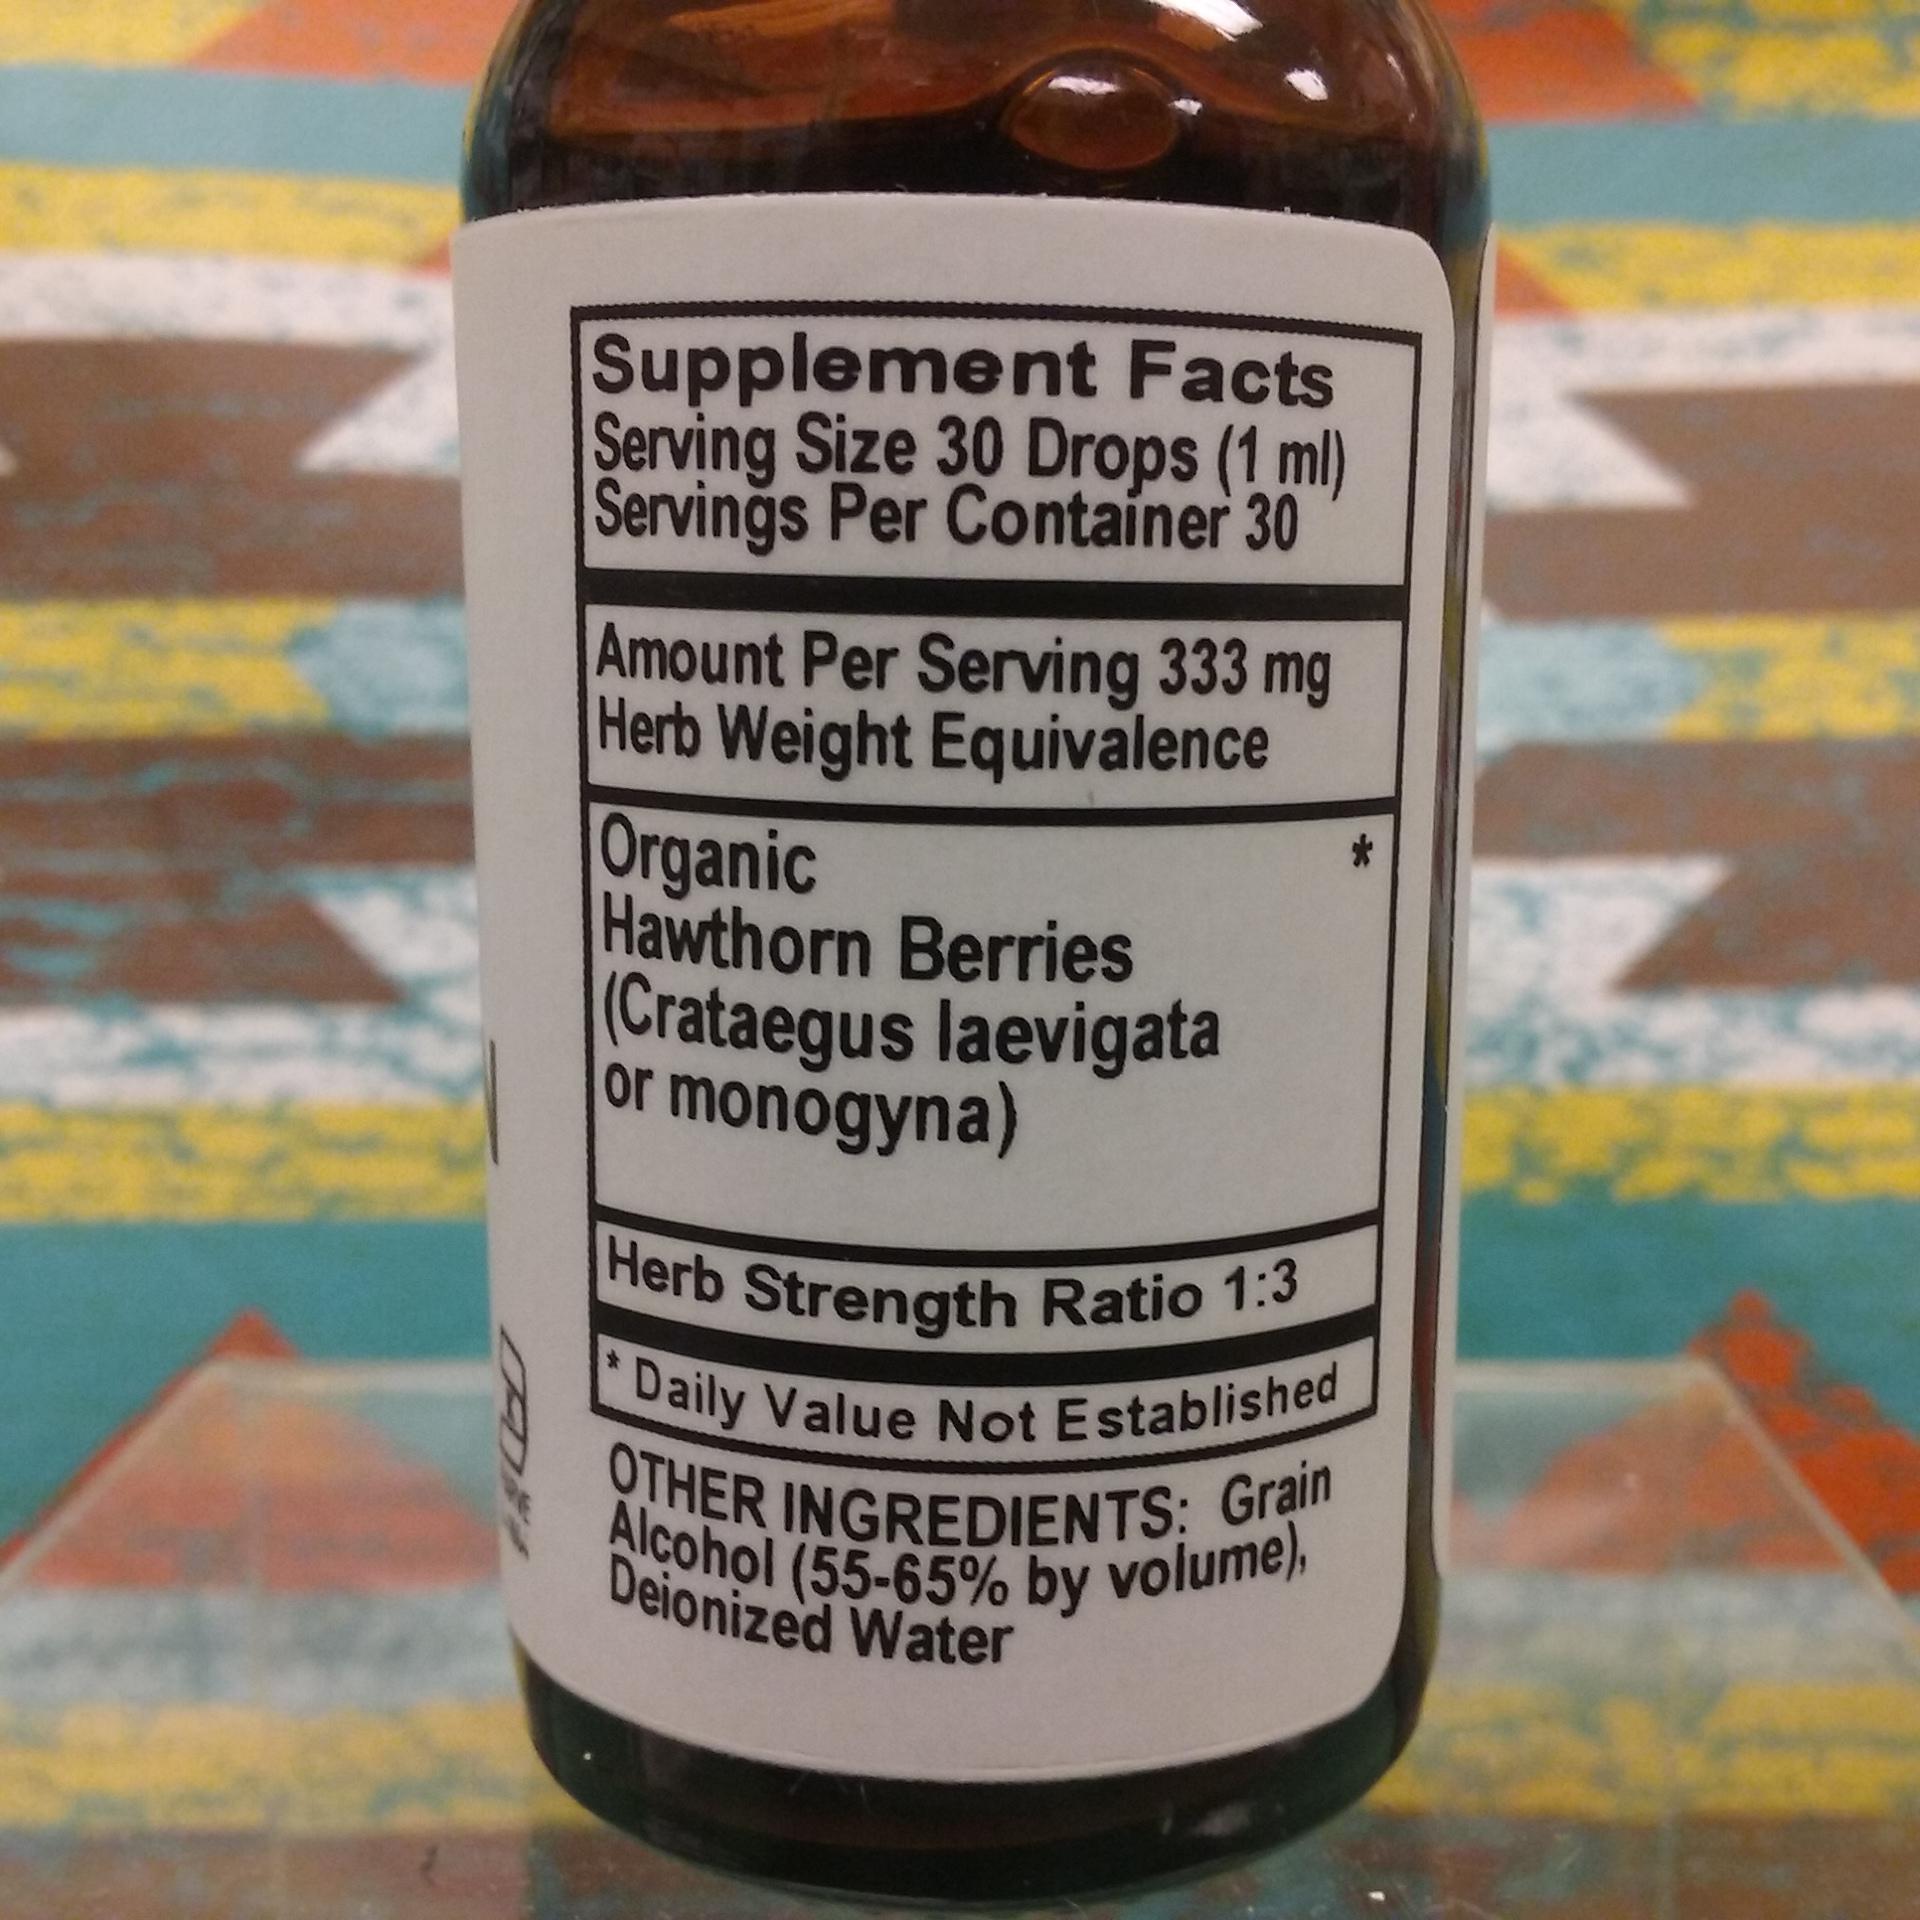 Supplement Facts
Serving Size 30 Drops (1 ml)
Servings Per Container 30
Amount Per Serving 333 mg
Herb Weight Equivalence
Organic *
Hawthorn Berries
(Crataegus laevigata
or monogyna)
Herb Strength Ratio 1:3
* Daily Value Not Established
OTHER INGREDIENTS: Grain
Alcohol (55-65% by volume),
Deionized Water